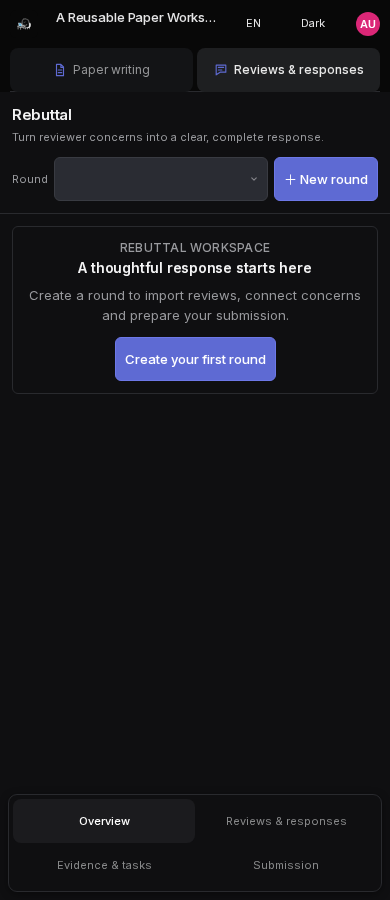 A Reusable Paper Works...
EN
Dark
AU
Paper writing
Reviews & responses
Rebuttal
Turn reviewer concerns into a clear, complete response.
Round
New round
REBUTTAL WORKSPACE
A thoughtful response starts here
Create a round to import reviews, connect concerns
and prepare your submission.
Create your first round
Overview
Reviews & responses
Evidence & tasks
Submission